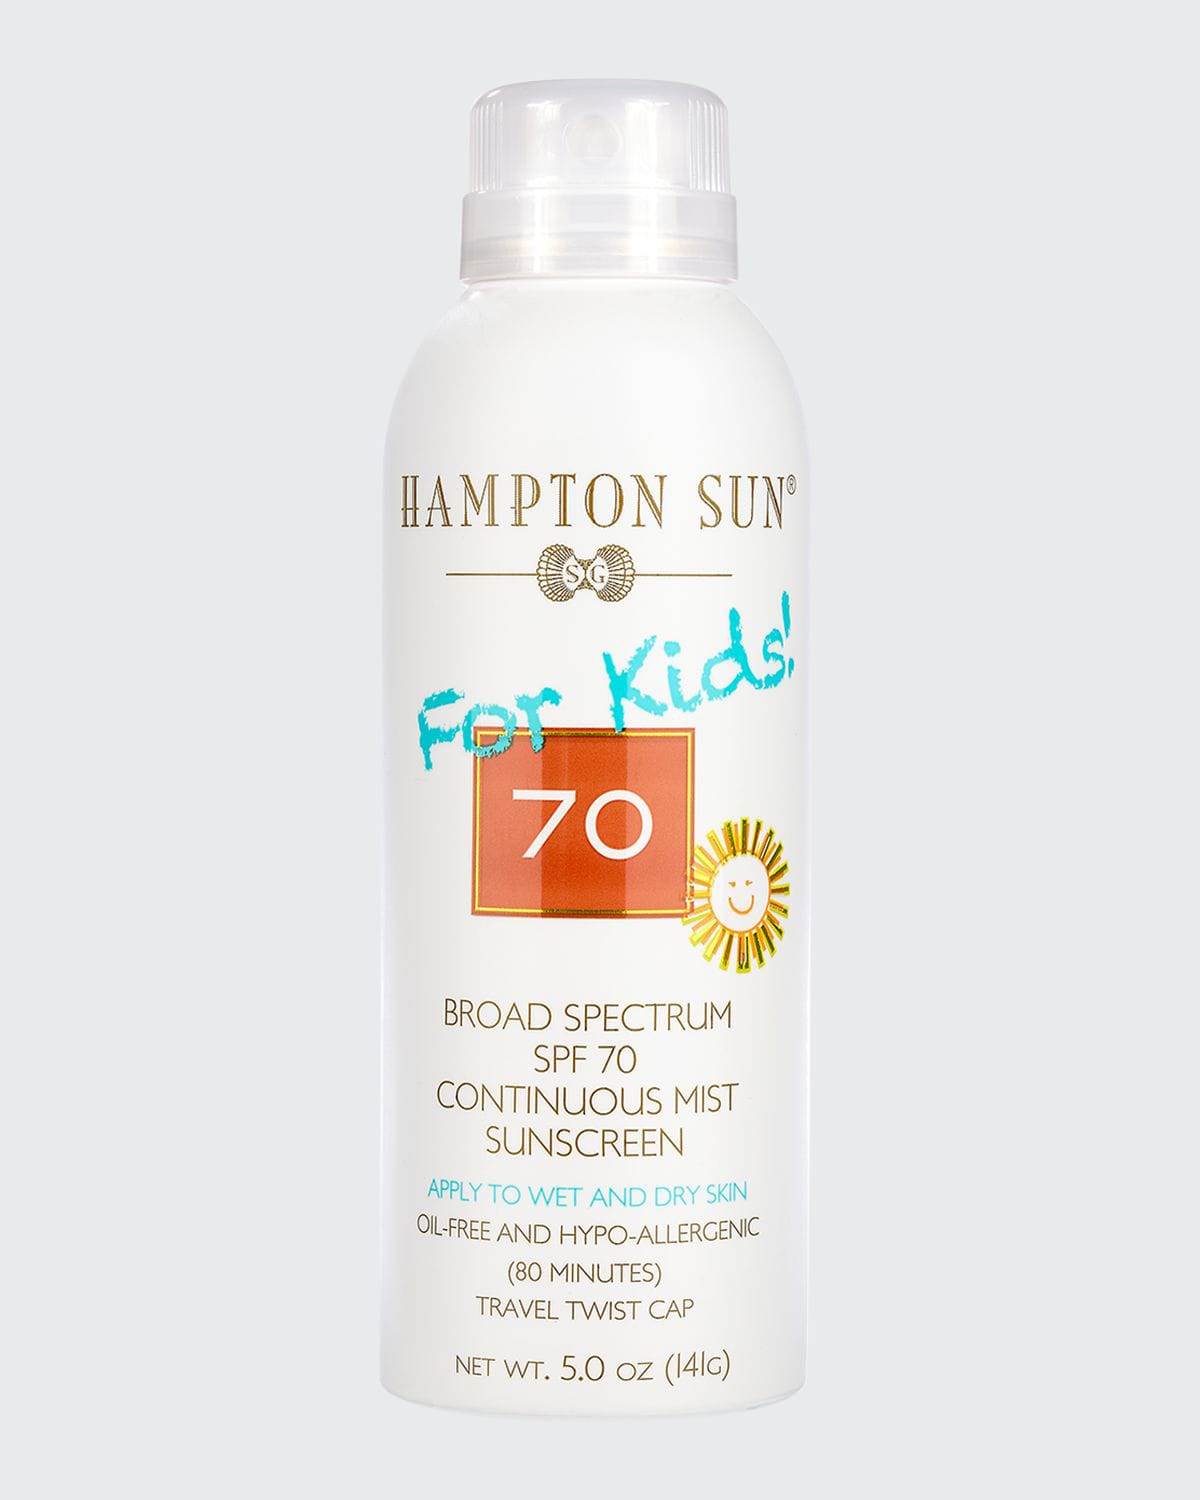 HAMPTON SUN®
SG
For Kids!
70
BROAD SPECTRUM
SPF 70
CONTINUOUS MIST
SUNSCREEN
APPLY TO WET AND DRY SKIN
OIL-FREE AND HYPO-ALLERGENIC
(80 MINUTES)
TRAVEL TWIST CAP
NET WT. 5.0 OZ (141G)